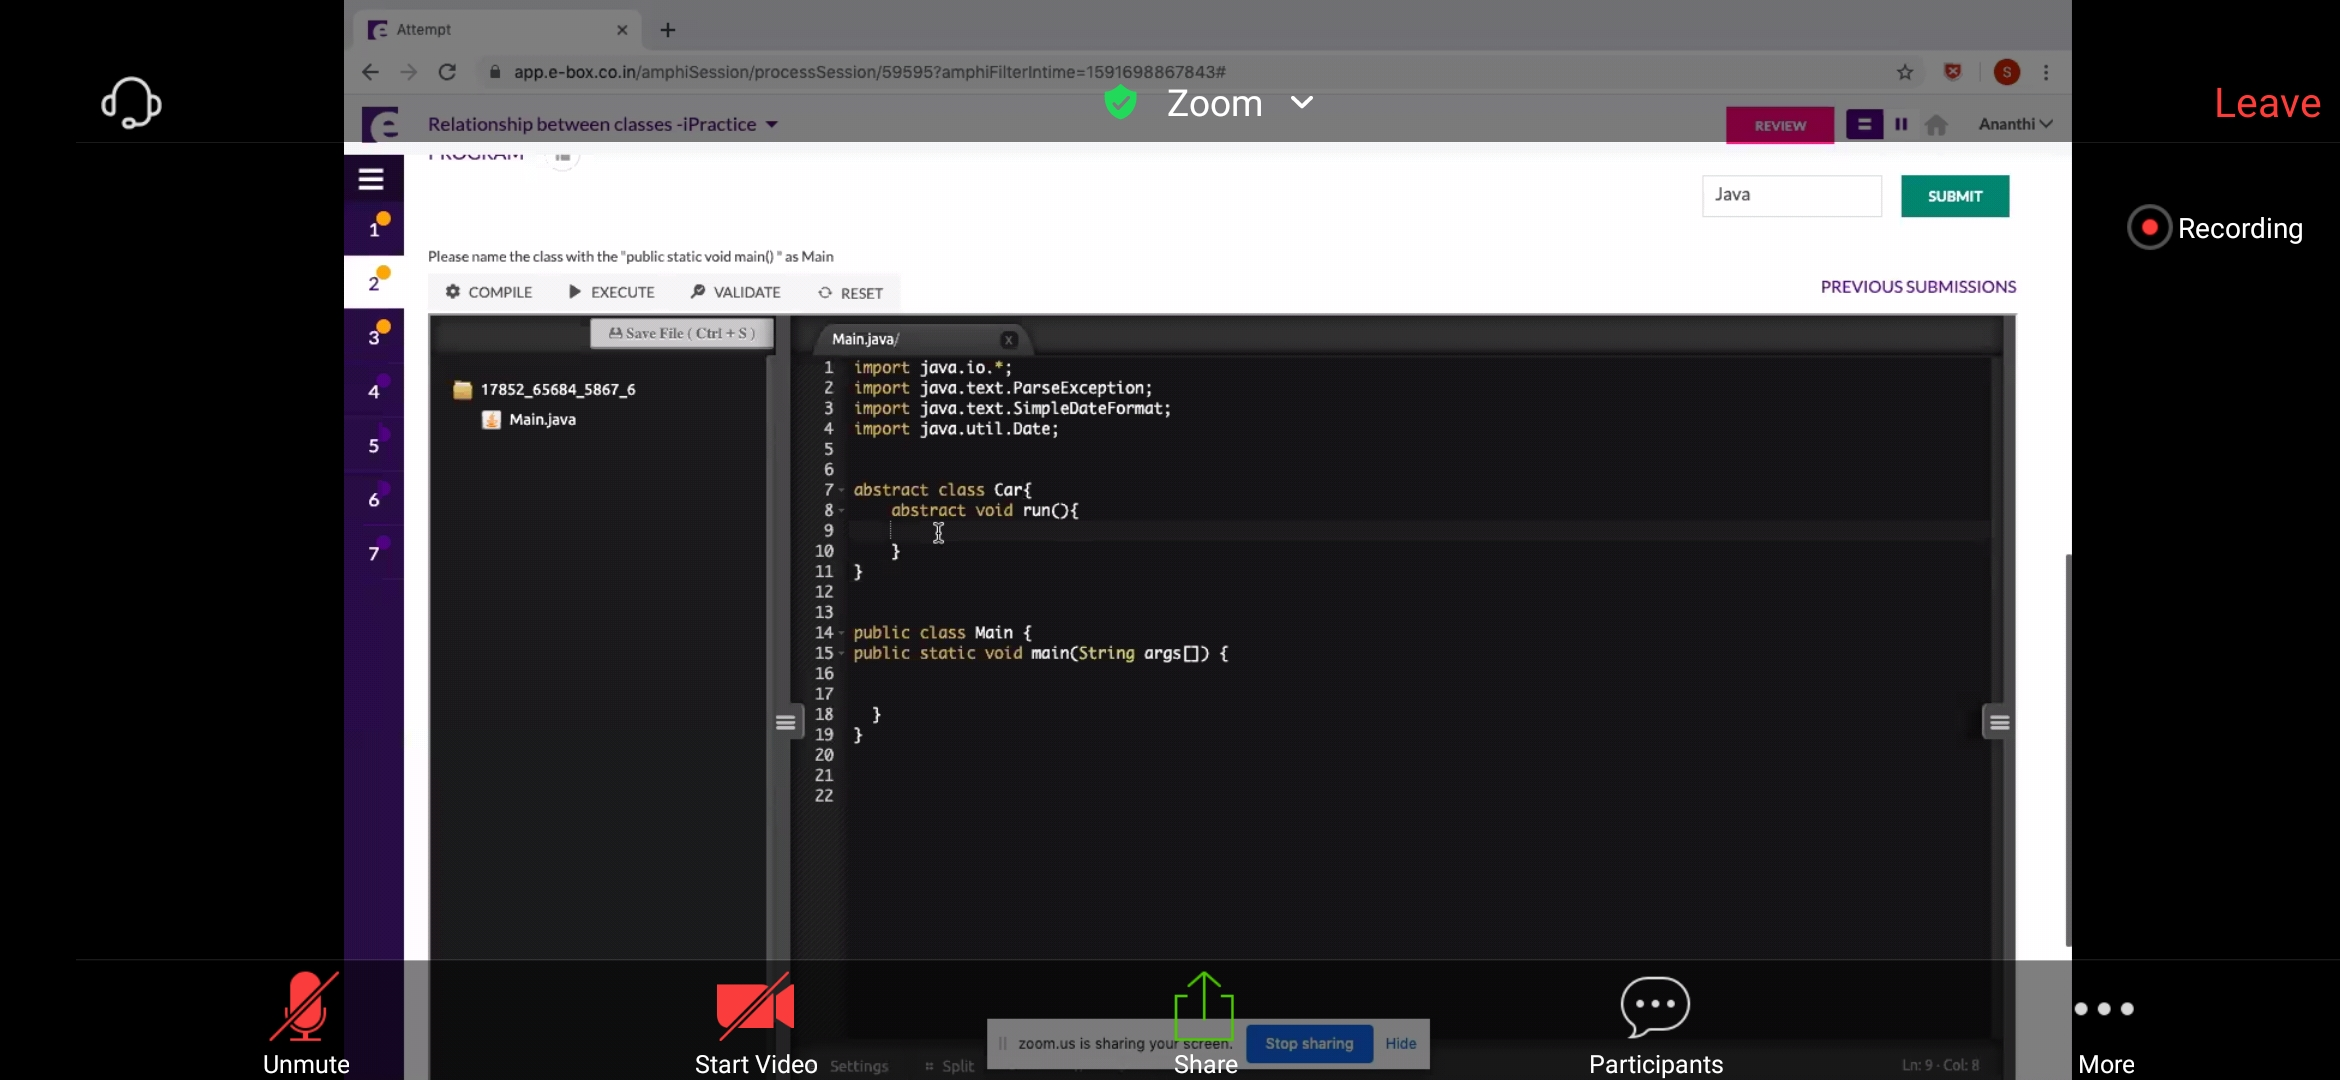 Attempt
app.e-box.co.in/amphiSession/processSession/59595?amphiFilterIntime=1591698867843#
S
Zoom
Leave
Relationship between classes -iPractice
REVIEW
Ananthi
PROGRAM
Java
SUBMIT
Recording
1
2
3
4
5
6
7
Please name the class with the "public static void main() " as Main
COMPILE EXECUTE VALIDATE RESET
PREVIOUS SUBMISSIONS
Save File ( Ctrl + S )
17852_65684_5867_6
Main.java
Main.java/ x
1 import java.io.*;
2 import java.text.ParseException;
3 import java.text.SimpleDateFormat;
4 import java.util.Date;
5
6
7 abstract class Car{
8 abstract void run(){
9
10 }
11 }
12
13
14 public class Main {
15 public static void main(String args[]) {
16
17
18 }
19 }
20
21
22
zoom.us is sharing your screen. Stop sharing Hide
Settings Split
Ln: 9 - Col: 8
Unmute
Start Video
Share
Participants
More